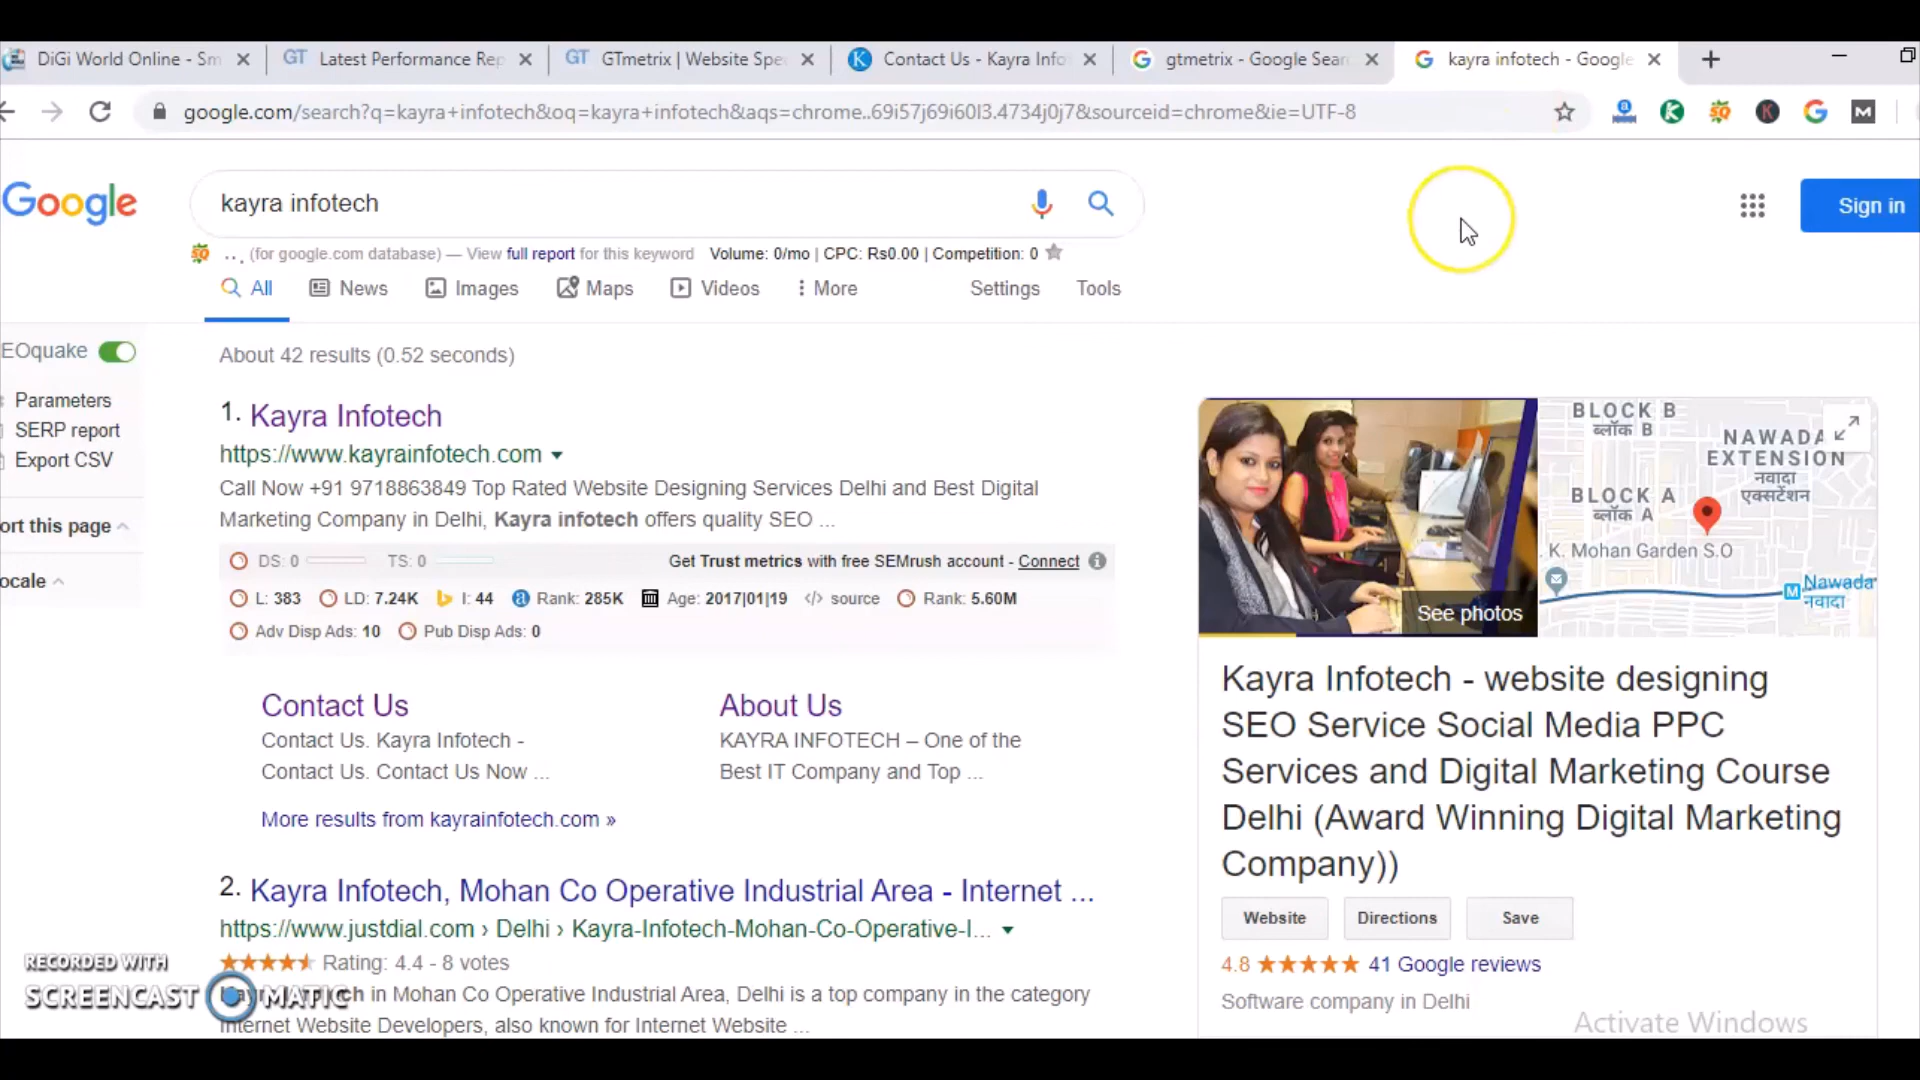 DiGi World Online - Sm
GT Latest Performance Rep
GT GTmetrix | Website Spe
K Contact Us - Kayra Info
gtmetrix - Google Sear
kayra infotech - Google
google.com/search?q=kayra+infotech&oq=kayra+infotech&aqs=chrome..69i57j69i60l3.4734j0j7&sourceid=chrome&ie=UTF-8
Google
kayra infotech
Sign in
(for google.com database) — View full report for this keyword Volume: 0/mo | CPC: Rs0.00 | Competition: 0
All News Images Maps Videos More Settings Tools
EOquake
Parameters
SERP report
Export CSV
ort this page
ocale
About 42 results (0.52 seconds)
1. Kayra Infotech
https://www.kayrainfotech.com
Call Now +91 9718863849 Top Rated Website Designing Services Delhi and Best Digital
Marketing Company in Delhi, Kayra infotech offers quality SEO ...
DS: 0 TS: 0 Get Trust metrics with free SEMrush account - Connect
L: 383 LD: 7.24K I: 44 Rank: 285K Age: 2017|01|19 </> source Rank: 5.60M
Adv Disp Ads: 10 Pub Disp Ads: 0
Contact Us
Contact Us. Kayra Infotech -
Contact Us. Contact Us Now ...
About Us
KAYRA INFOTECH – One of the
Best IT Company and Top ...
More results from kayrainfotech.com »
2. Kayra Infotech, Mohan Co Operative Industrial Area - Internet ...
https://www.justdial.com › Delhi › Kayra-Infotech-Mohan-Co-Operative-I...
Rating: 4.4 - 8 votes
in Mohan Co Operative Industrial Area, Delhi is a top company in the category
Internet Website Developers, also known for Internet Website ...
See photos
BLOCK B
ब्लॉक B
NAWADA
EXTENSION
नवादा
एक्सटेंशन
BLOCK A
ब्लॉक A
K. Mohan Garden S.O
M Nawada
नवादा
Kayra Infotech - website designing
SEO Service Social Media PPC
Services and Digital Marketing Course
Delhi (Award Winning Digital Marketing
Company))
Website Directions Save
4.8 41 Google reviews
Software company in Delhi
Activate Windows
RECORDED WITH
SCREENCAST MATIC